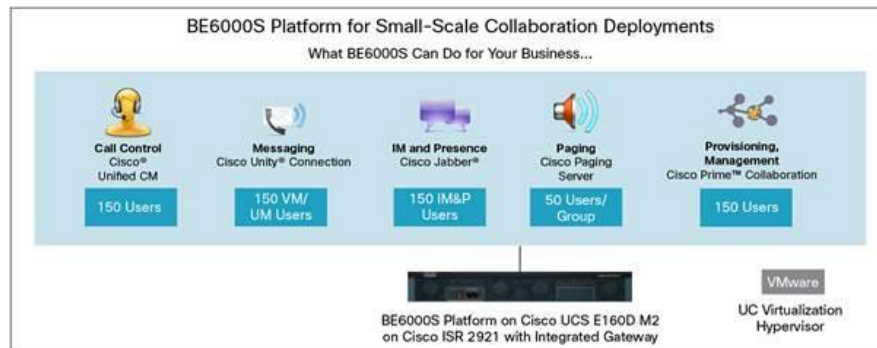 BE6000S Platform for Small-Scale Collaboration Deployments
What BE6000S Can Do for Your Business...
Call Control
Cisco®
Unified CM
150 Users
Messaging
Cisco Unity® Connection
150 VM/
UM Users
IM and Presence
Cisco Jabber®
150 IM&P
Users
Paging
Cisco Paging
Server
50 Users/
Group
Provisioning,
Management
Cisco Prime™ Collaboration
150 Users
BE6000S Platform on Cisco UCS E160D M2
on Cisco ISR 2921 with Integrated Gateway
VMware
UC Virtualization
Hypervisor